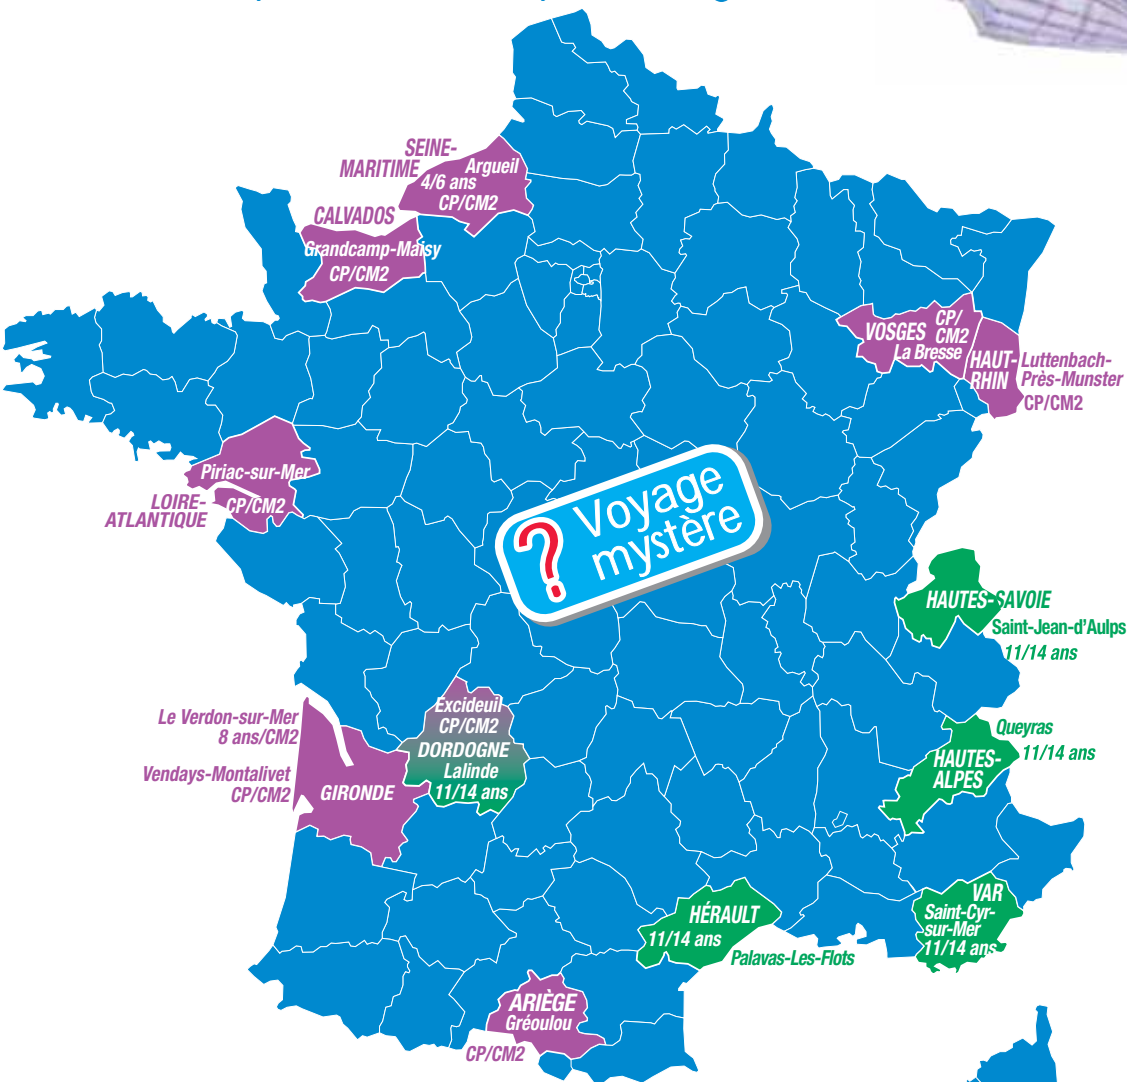 SEINE-
MARITIME
Argueil
4/6 ans
CP/CM2
CALVADOS
Grandcamp-Maisy
CP/CM2
VOSGES
CP/
CM2
La Bresse
HAUT-
RHIN
Luttenbach-
Près-Munster
CP/CM2
Piriac-sur-Mer
CP/CM2
LOIRE-
ATLANTIQUE
? Voyage
mystère
HAUTES-SAVOIE
Saint-Jean-d'Aulps
11/14 ans
Le Verdon-sur-Mer
8 ans/CM2
Vendays-Montalivet
CP/CM2
GIRONDE
Excideuil
CP/CM2
DORDOGNE
Lalinde
11/14 ans
Queyras
11/14 ans
HAUTES-
ALPES
VAR
Saint-Cyr-
sur-Mer
11/14 ans
HÉRAULT
11/14 ans
Palavas-Les-Flots
ARIÈGE
Gréoulou
CP/CM2